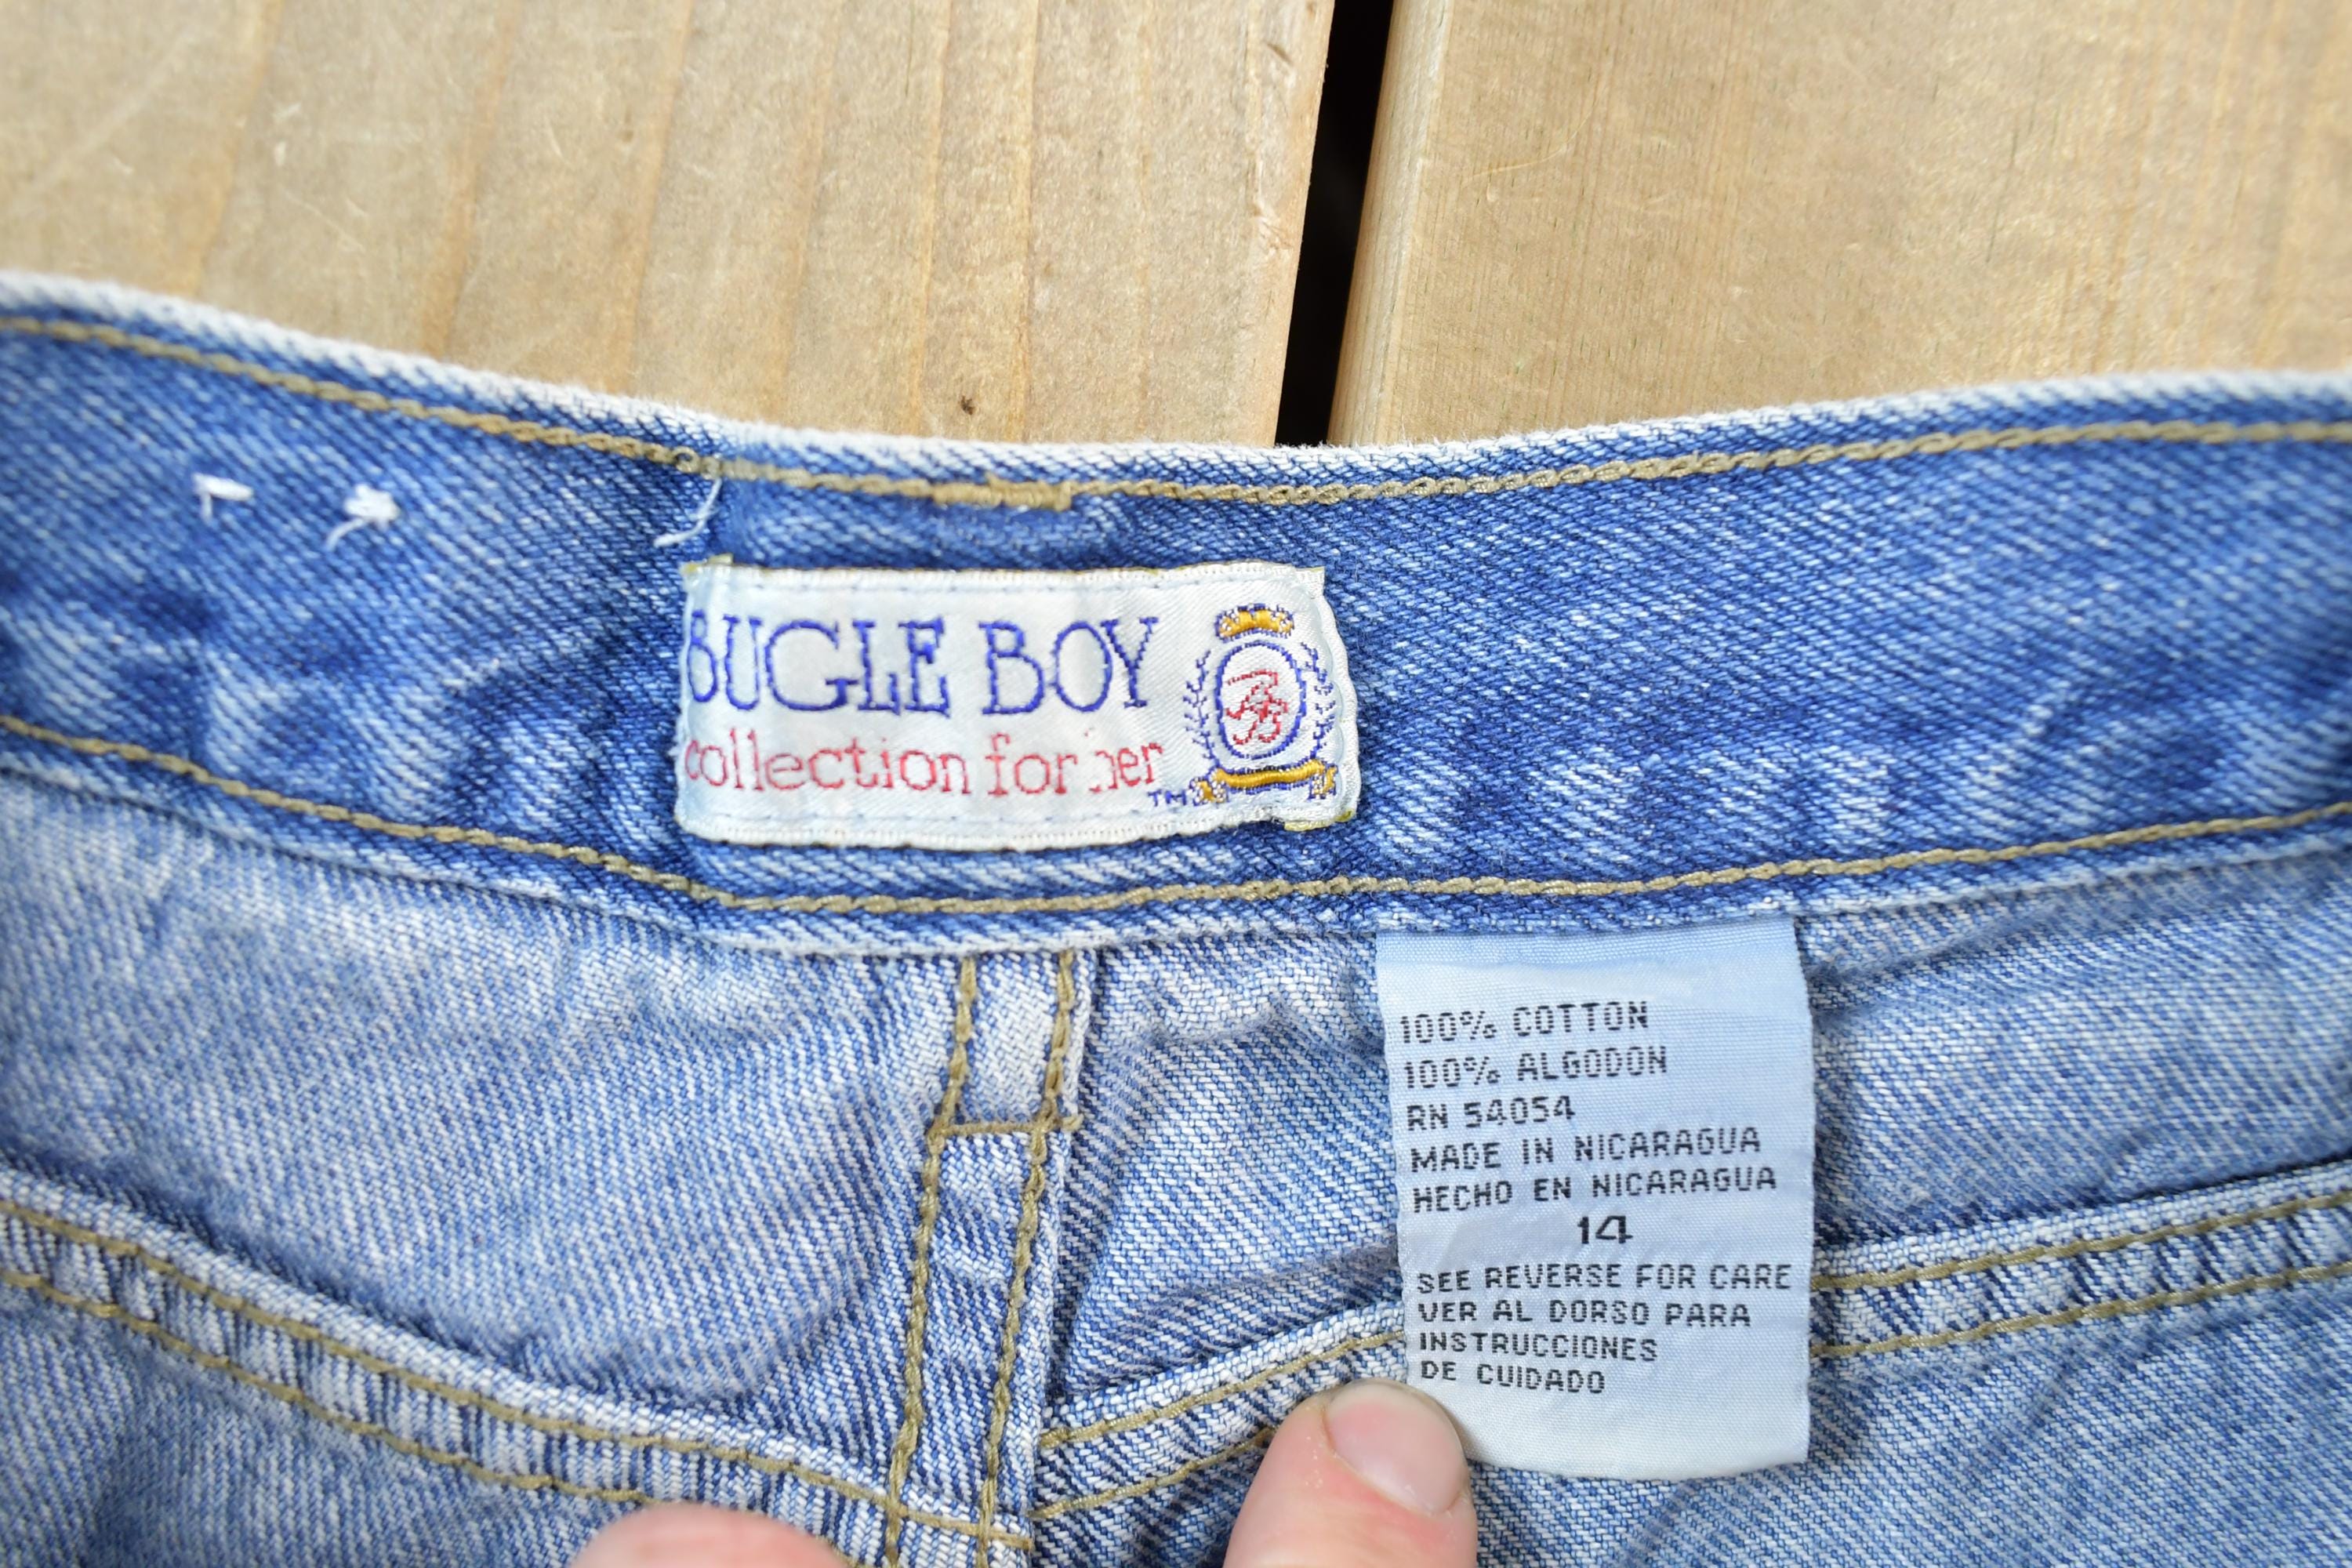 BUGLE BOY
collection for her
TM
100% COTTON
100% ALGODON
RN 54054
MADE IN NICARAGUA
HECHO EN NICARAGUA
14
SEE REVERSE FOR CARE
VER AL DORSO PARA
INSTRUCCIONES
DE CUIDADO